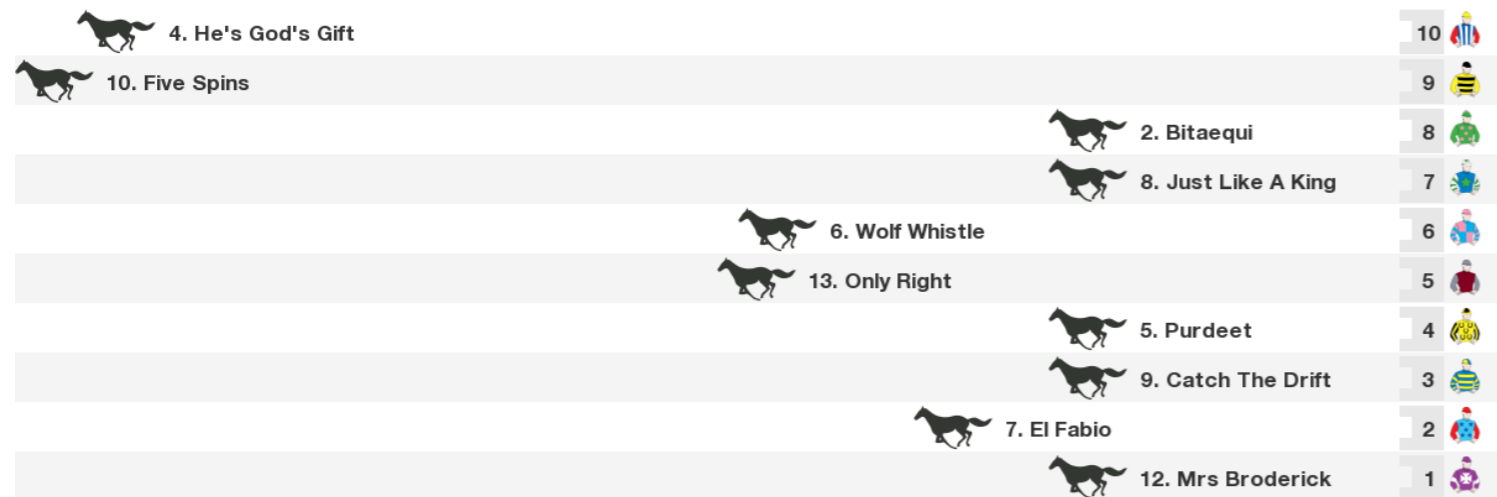 4. He's God's Gift 10
10. Five Spins 9
2. Bitaequi 8
8. Just Like A King 7
6. Wolf Whistle 6
13. Only Right 5
5. Purdeet 4
9. Catch The Drift 3
7. El Fabio 2
12. Mrs Broderick 1